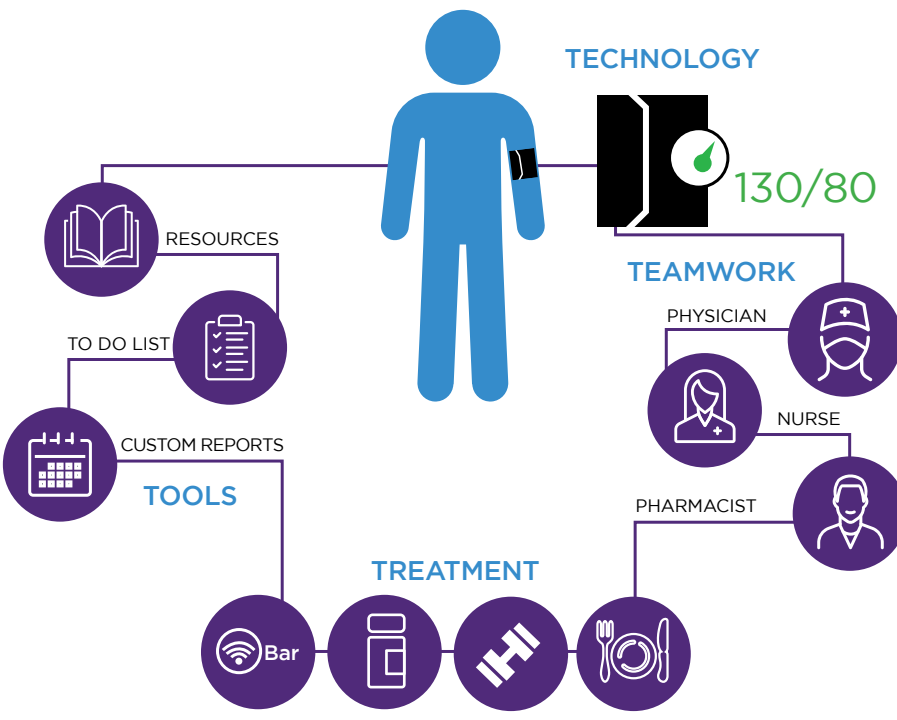 TECHNOLOGY
130/80
RESOURCES
TEAMWORK
PHYSICIAN
TO DO LIST
NURSE
CUSTOM REPORTS
TOOLS
PHARMACIST
TREATMENT
Bar